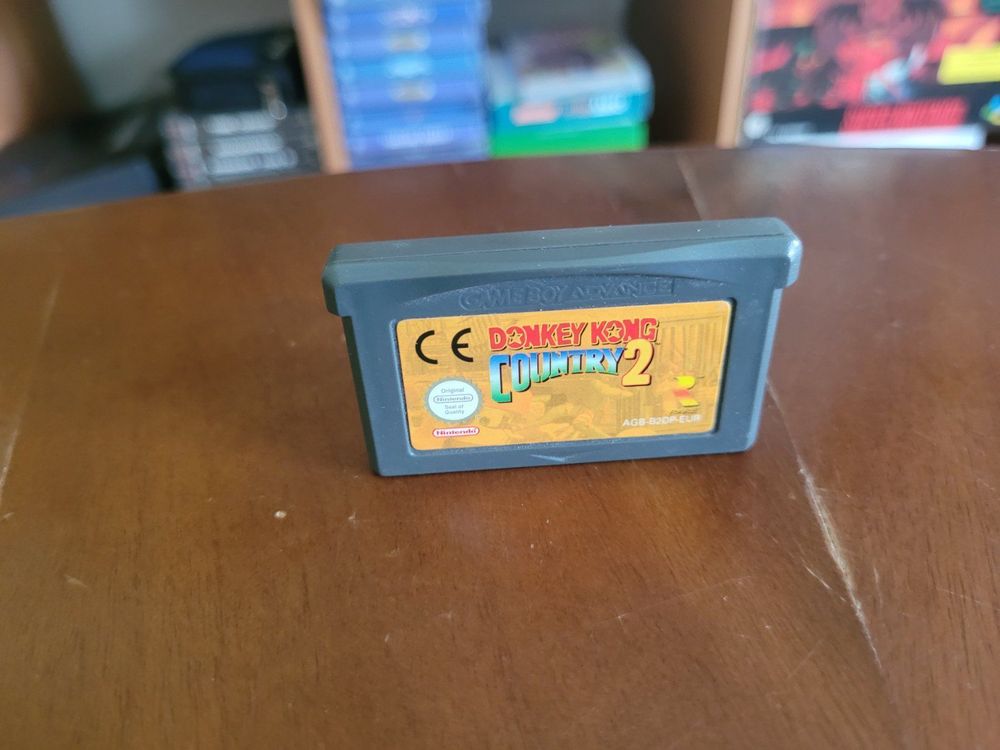 GAME BOY ADVANCE
CE
DONKEY KONG
COUNTRY 2
Original
Nintendo
Seal of
Quality
Nintendo
AGB-B2DP-EUR